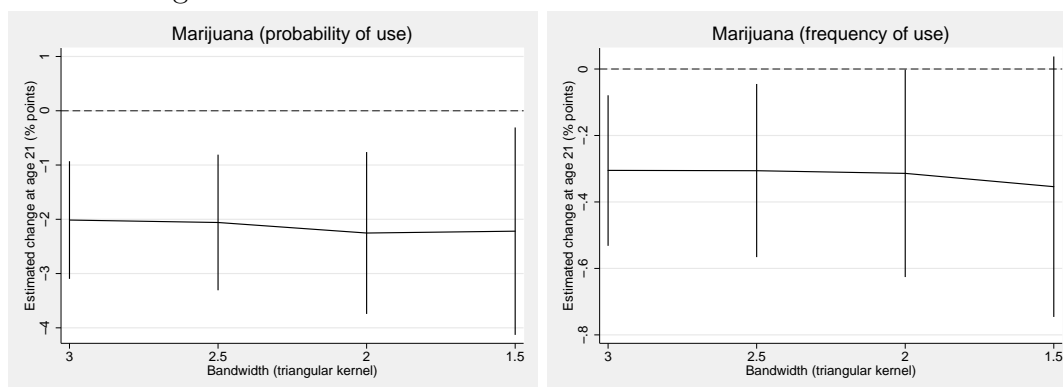 Marijuana (probability of use)
Estimated change at age 21 (% points)
1
0
-1
-2
-3
-4
3 2.5 2 1.5
Bandwidth (triangular kernel)
Marijuana (frequency of use)
Estimated change at age 21 (% points)
0
-.2
-.4
-.6
-.8
3 2.5 2 1.5
Bandwidth (triangular kernel)